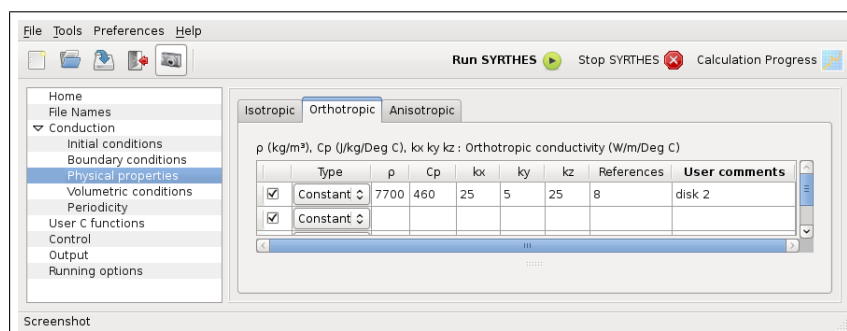 File Tools Preferences Help
Run SYRTHES Stop SYRTHES Calculation Progress
Home
File Names
Conduction
Initial conditions
Boundary conditions
Physical properties
Volumetric conditions
Periodicity
User C functions
Control
Output
Running options
Isotropic Orthotropic Anisotropic
ρ (kg/m³), Cp (J/kg/Deg C), kx ky kz : Orthotropic conductivity (W/m/Deg C)
Type ρ Cp kx ky kz References User comments
Constant 7700 460 25 5 25 8 disk 2
Constant
Screenshot